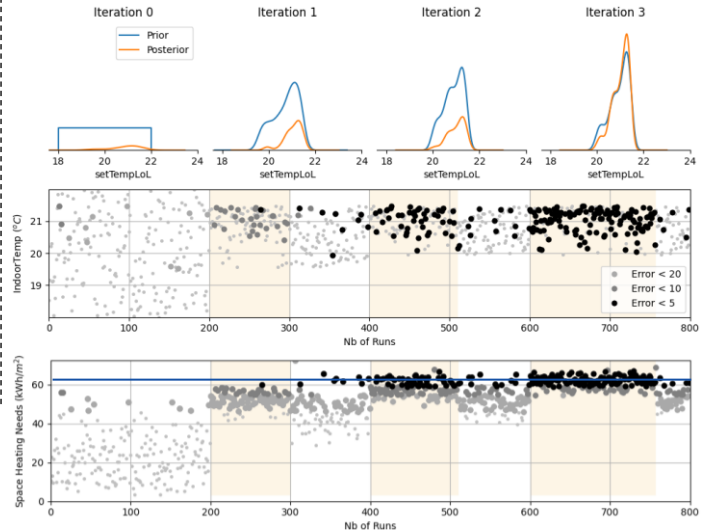 Iteration 0
Iteration 1
Iteration 2
Iteration 3
Prior
Posterior
18 20 22 24
18 20 22 24
18 20 22 24
18 20 22 24
setTempLoL
setTempLoL
setTempLoL
setTempLoL
IndoorTemp (°C)
21
20
19
Error < 20
Error < 10
Error < 5
0 100 200 300 400 500 600 700 800
Nb of Runs
Space Heating Needs (kWh/m²)
60
40
20
0
0 100 200 300 400 500 600 700 800
Nb of Runs